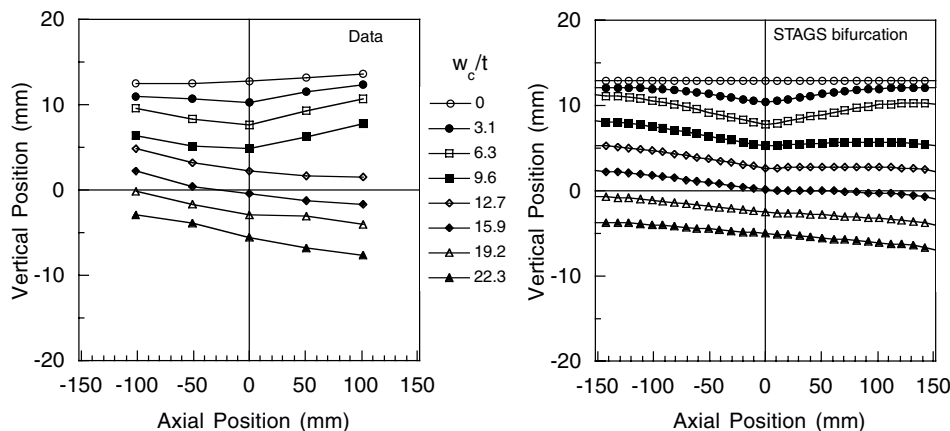 Data
20
10
0
-10
-20
-150 -100 -50 0 50 100 150
Vertical Position (mm)
Axial Position (mm)
wc/t
0
3.1
6.3
9.6
12.7
15.9
19.2
22.3
STAGS bifurcation
20
10
0
-10
-20
-150 -100 -50 0 50 100 150
Vertical Position (mm)
Axial Position (mm)